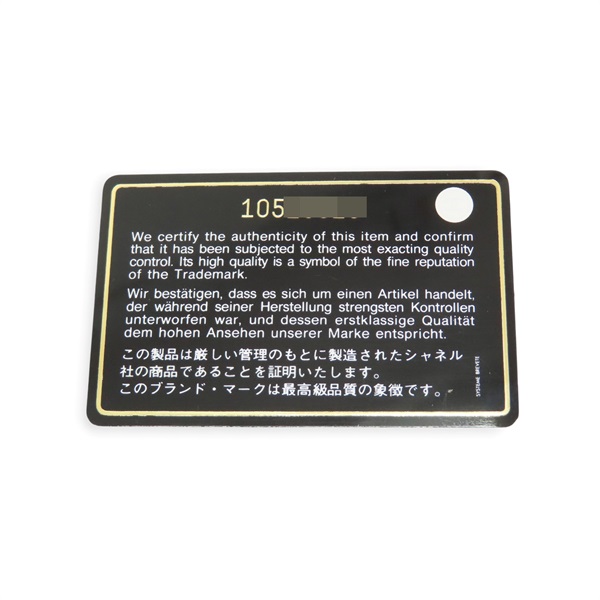 105
We certify the authenticity of this item and confirm
that it has been subjected to the most exacting quality
control. Its high quality is a symbol of the fine reputation
of the Trademark.
Wir bestätigen, dass es sich um einen Artikel handelt,
der während seiner Herstellung strengsten Kontrollen
unterworfen war, und dessen erstklassige Qualität
dem hohen Ansehen unserer Marke entspricht.
この製品は厳しい管理のもとに製造されたシャネル
社の商品であることを証明いたします。
このブランド・マークは最高級品質の象徴です。
SYSTEME BREVETE